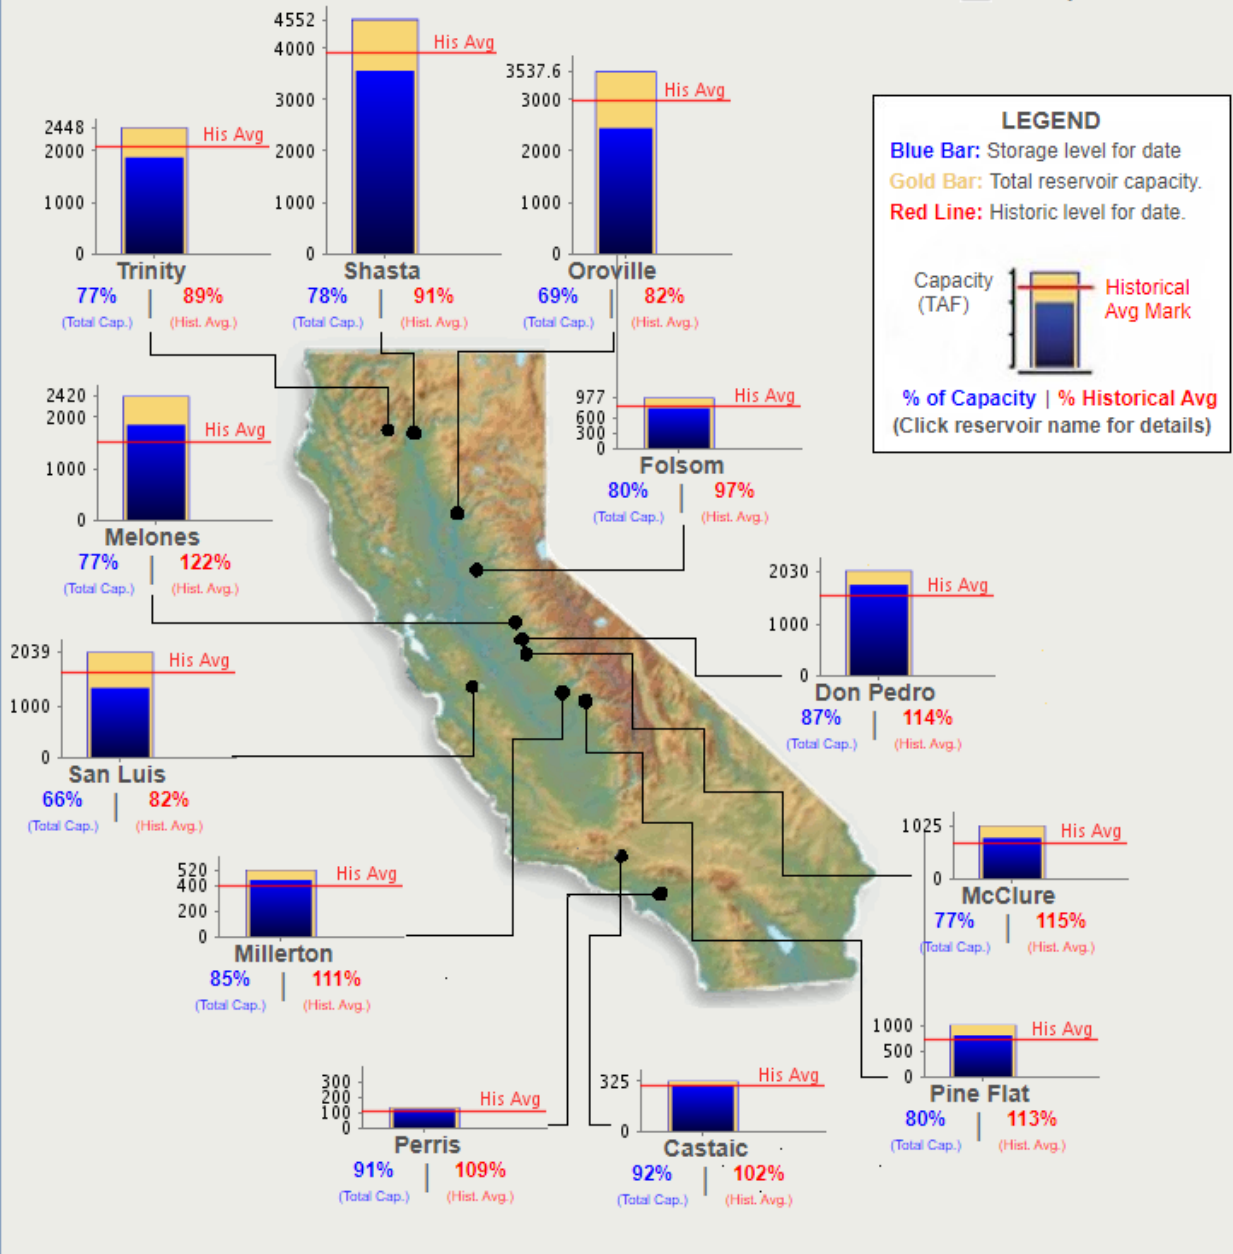 4552
4000
3000
2000
1000
0
His Avg
Shasta
78% | 91%
(Total Cap.) (Hist. Avg.)
3537.6
3000
2000
1000
0
His Avg
Oroville
69% | 82%
(Total Cap.) (Hist. Avg.)
2448
2000
1000
0
His Avg
Trinity
77% | 89%
(Total Cap.) (Hist. Avg.)
LEGEND
Blue Bar: Storage level for date
Gold Bar: Total reservoir capacity.
Red Line: Historic level for date.
Capacity
(TAF)
Historical
Avg Mark
% of Capacity | % Historical Avg
(Click reservoir name for details)
2420
2000
1000
0
His Avg
Melones
77% | 122%
(Total Cap.) (Hist. Avg.)
977
600
300
0
His Avg
Folsom
80% | 97%
(Total Cap.) (Hist. Avg.)
2030
1000
0
His Avg
Don Pedro
87% | 114%
(Total Cap.) (Hist. Avg.)
2039
1000
0
His Avg
San Luis
66% | 82%
(Total Cap.) (Hist. Avg.)
1025
0
His Avg
McClure
77% | 115%
(Total Cap.) (Hist. Avg.)
520
400
200
0
His Avg
Millerton
85% | 111%
(Total Cap.) (Hist. Avg.)
1000
500
0
His Avg
Pine Flat
80% | 113%
(Total Cap.) (Hist. Avg.)
300
200
100
0
His Avg
Perris
91% | 109%
(Total Cap.) (Hist. Avg.)
325
0
His Avg
Castaic
92% | 102%
(Total Cap.) (Hist. Avg.)